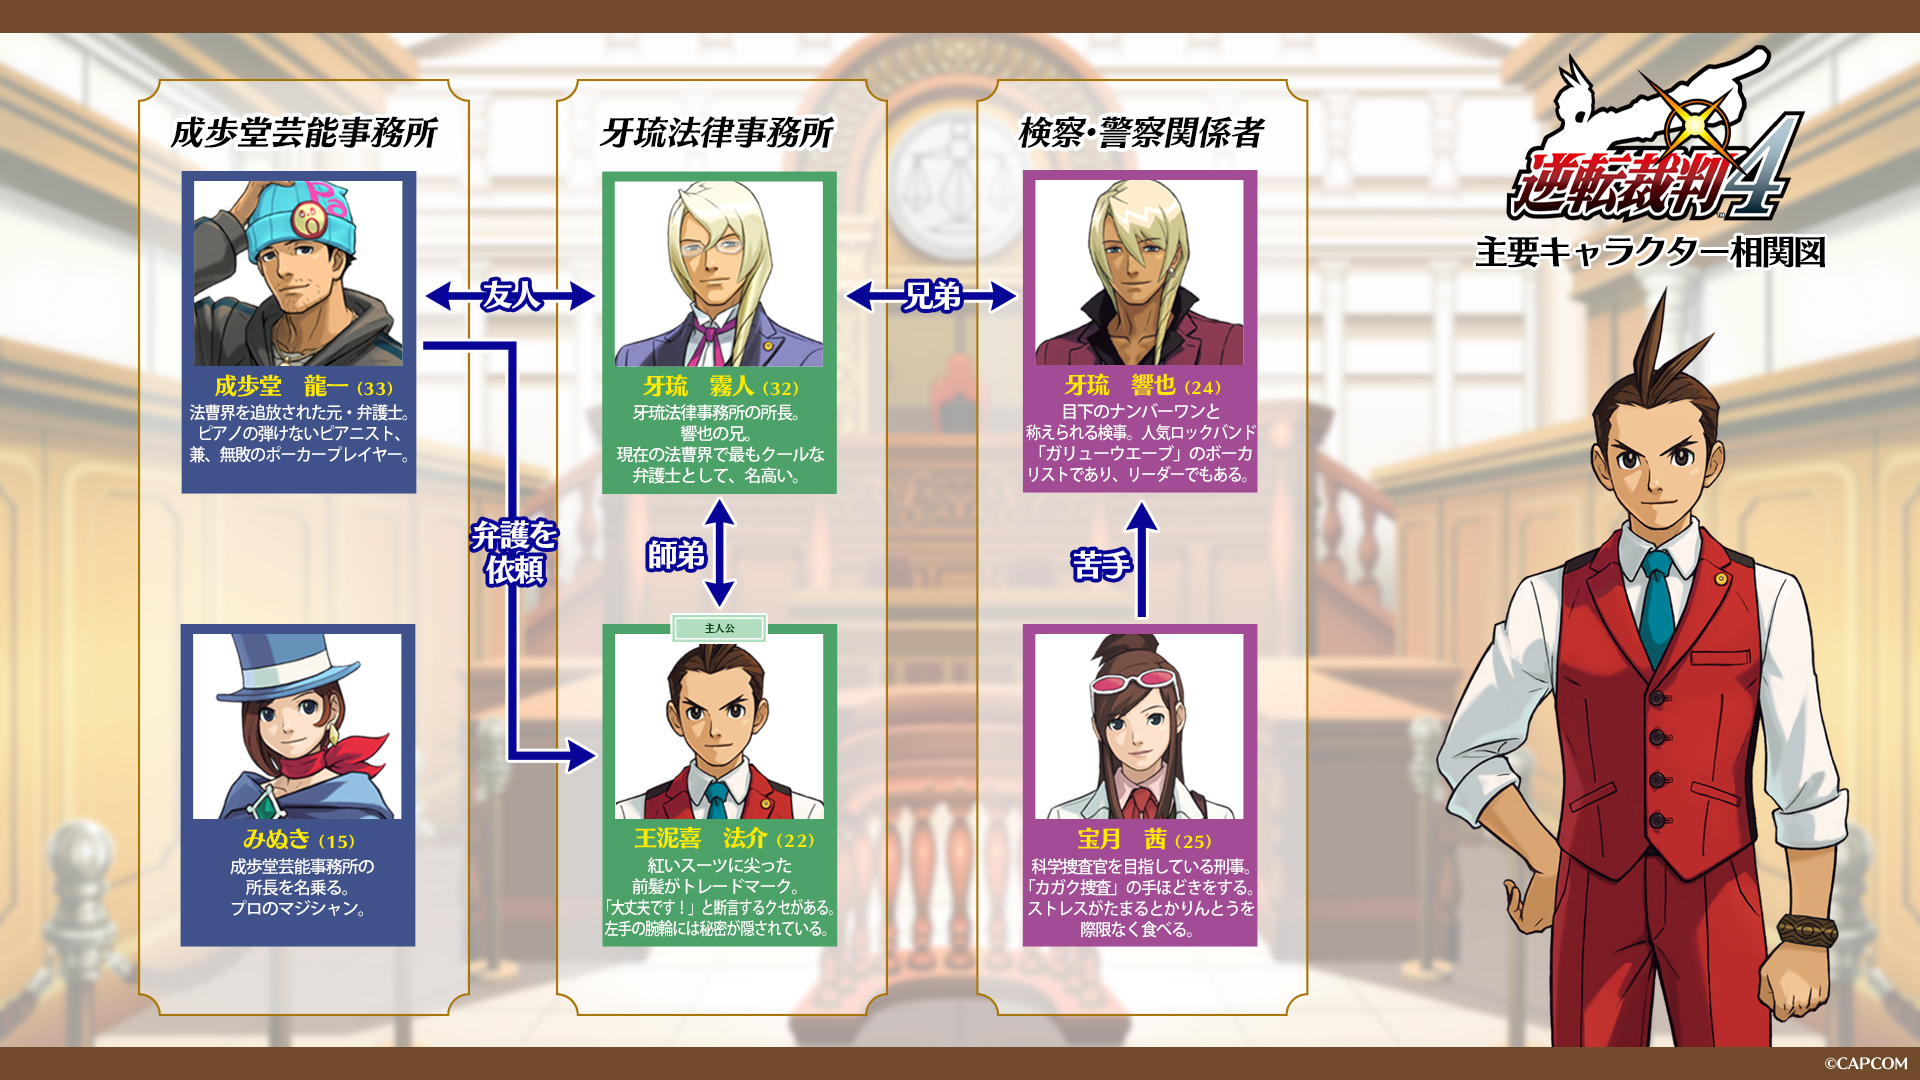 逆転裁判4
主要キャラクター相関図
成歩堂芸能事務所
pa
成歩堂 龍一（33）
法曹界を追放された元・弁護士。
ピアノの弾けないピアニスト、
兼、無敗のポーカープレイヤー。
みぬき（15）
成歩堂芸能事務所の
所長を名乗る。
プロのマジシャン。
友人
弁護を
依頼
牙琉法律事務所
牙琉 霧人（32）
牙琉法律事務所の所長。
響也の兄。
現在の法曹界で最もクールな
弁護士として、名高い。
師弟
主人公
王泥喜 法介（22）
紅いスーツに尖った
前髪がトレードマーク。
「大丈夫です！」と断言するクセがある。
左手の腕輪には秘密が隠されている。
兄弟
検察・警察関係者
牙琉 響也（24）
目下のナンバーワンと
称えられる検事。人気ロックバンド
「ガリューウエーブ」のボーカ
リストであり、リーダーでもある。
苦手
宝月 茜（25）
科学捜査官を目指している刑事。
「カガク捜査」の手ほどきをする。
ストレスがたまるとかりんとうを
際限なく食べる。
©CAPCOM